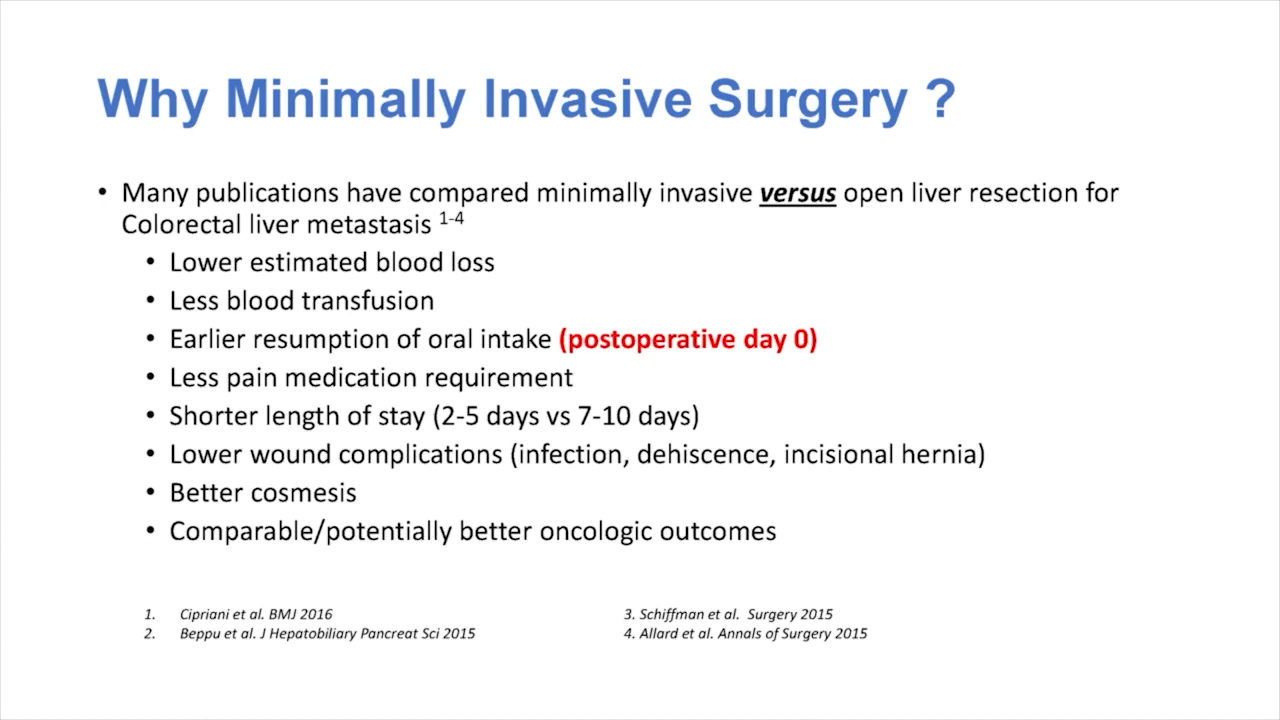 Why Minimally Invasive Surgery ?
• Many publications have compared minimally invasive versus open liver resection for
Colorectal liver metastasis 1-4
• Lower estimated blood loss
• Less blood transfusion
• Earlier resumption of oral intake (postoperative day 0)
• Less pain medication requirement
• Shorter length of stay (2-5 days vs 7-10 days)
• Lower wound complications (infection, dehiscence, incisional hernia)
• Better cosmesis
• Comparable/potentially better oncologic outcomes
1. Cipriani et al. BMJ 2016
2. Beppu et al. J Hepatobiliary Pancreat Sci 2015
3. Schiffman et al. Surgery 2015
4. Allard et al. Annals of Surgery 2015